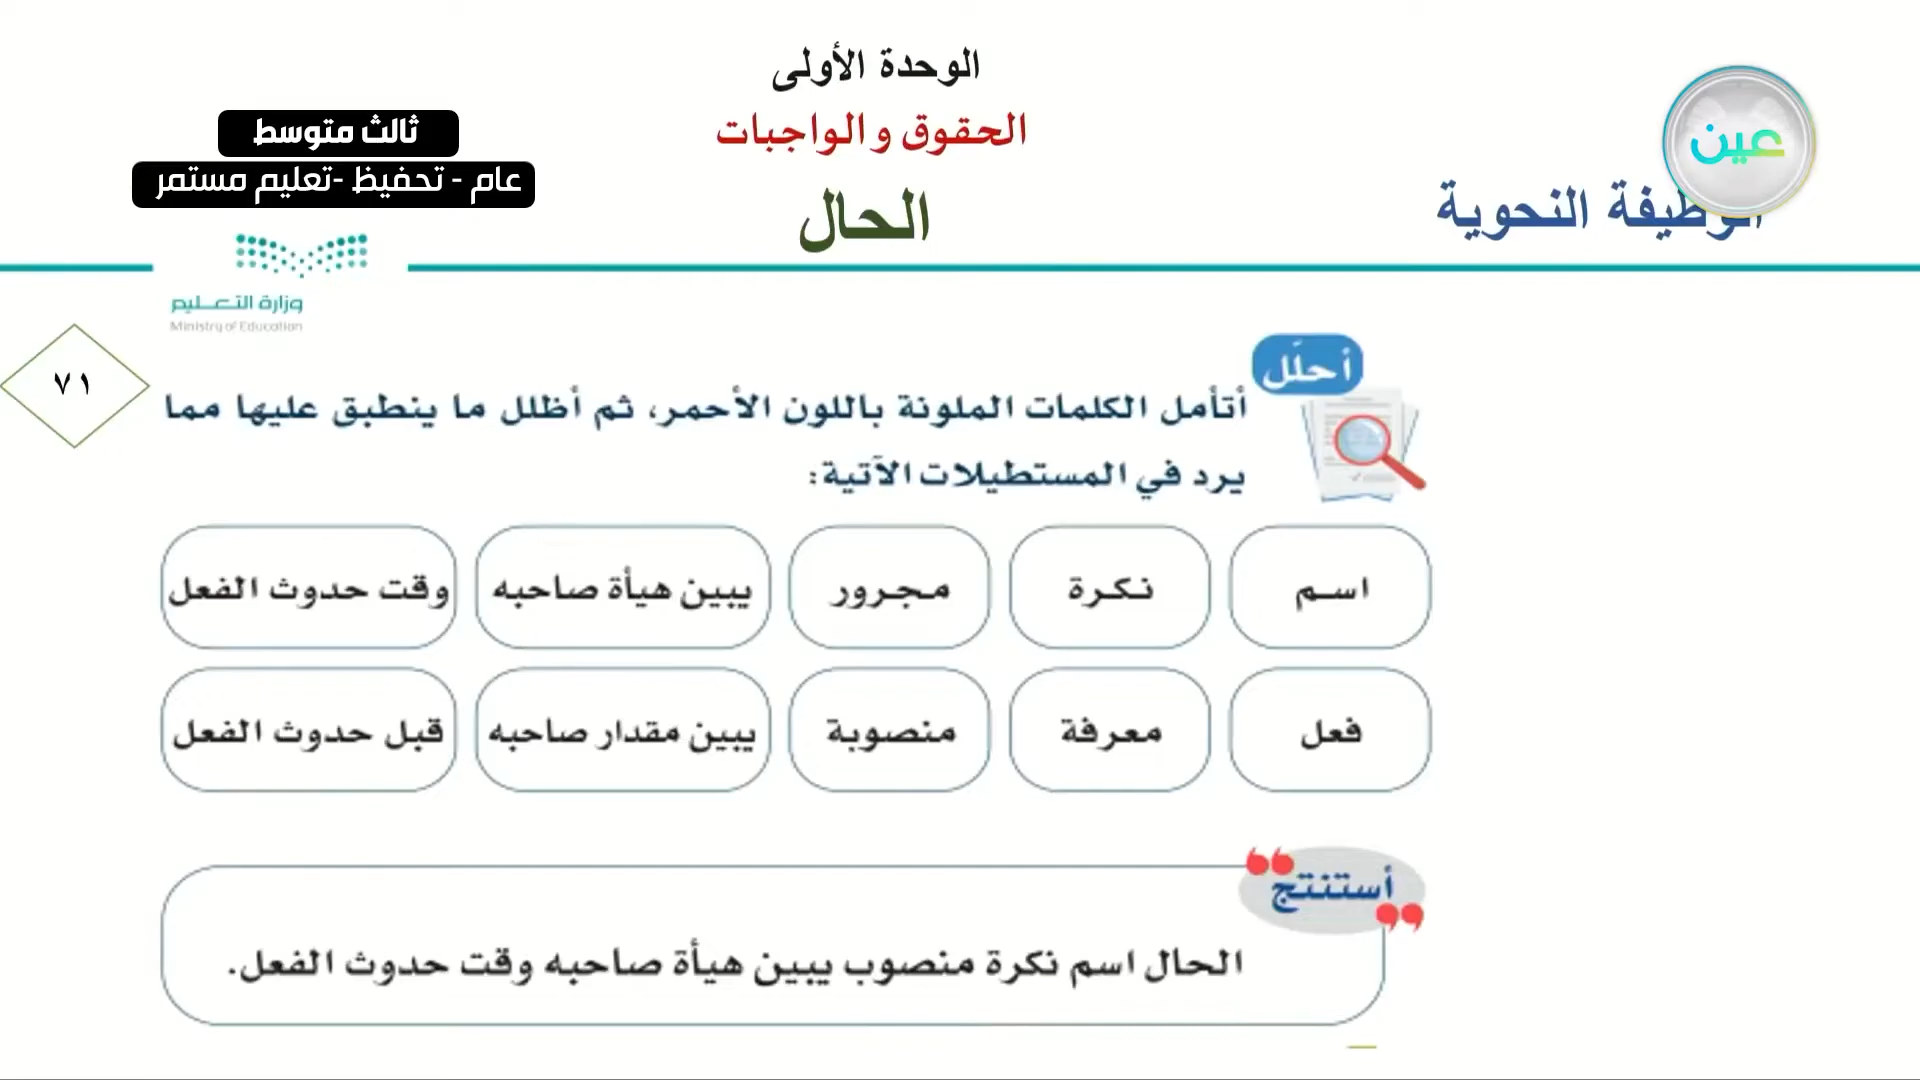 الوحدة الأولى
الحقوق والواجبات
الحال
عين
الوظيفة النحوية
ثالث متوسط
عام - تحفيظ -تعليم مستمر
وزارة التعـــليم
Ministry of Education
٧١
أحلّل
أتأمل الكلمات الملونة باللون الأحمر، ثم أظلل ما ينطبق عليها مما
يرد في المستطيلات الآتية:
اسم
نكرة
مجرور
يبين هيأة صاحبه
وقت حدوث الفعل
فعل
معرفة
منصوبة
يبين مقدار صاحبه
قبل حدوث الفعل
أستنتج
الحال اسم نكرة منصوب يبين هيأة صاحبه وقت حدوث الفعل.